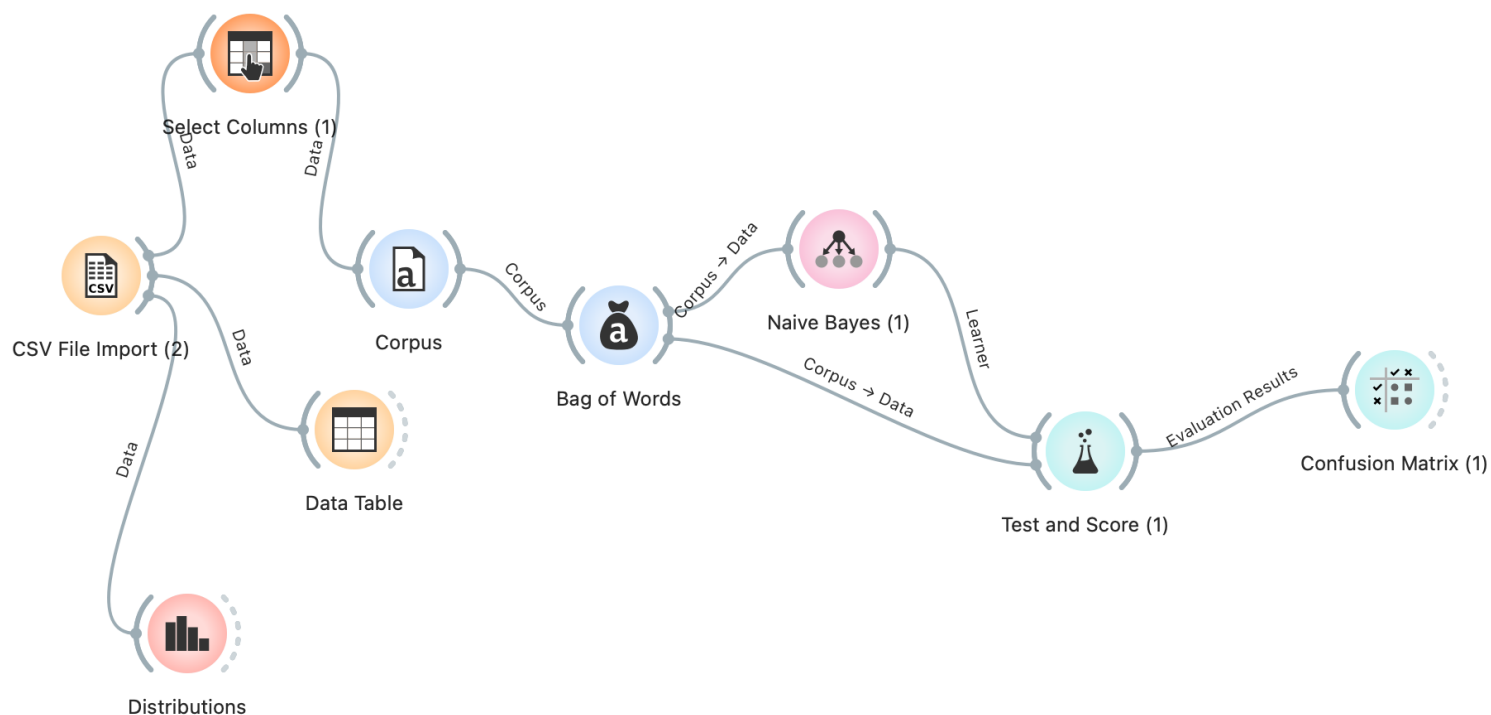 Select Columns (1)
Data
Data
CSV
CSV File Import (2)
Data
Data
a
Corpus
Corpus
a
Bag of Words
Corpus → Data
Corpus → Data
Naive Bayes (1)
Learner
Data Table
Distributions
Test and Score (1)
Evaluation Results
Confusion Matrix (1)